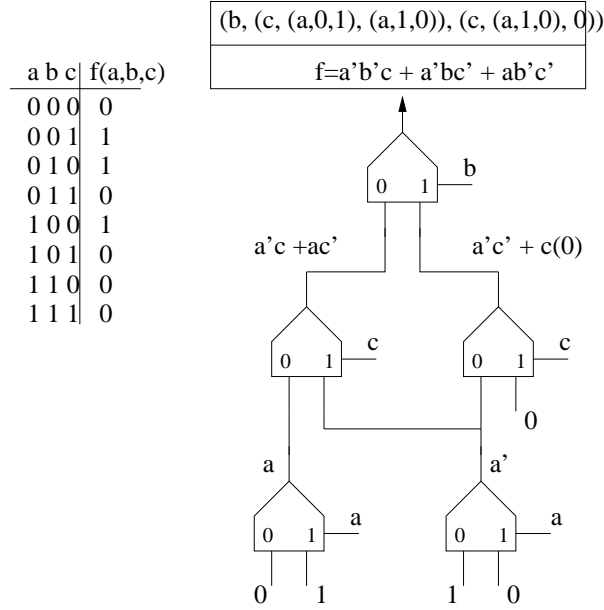 (b, (c, (a,0,1), (a,1,0)), (c, (a,1,0), 0))
f=a'b'c + a'bc' + ab'c'
a b c f(a,b,c)
0 0 0 0
0 0 1 1
0 1 0 1
0 1 1 0
1 0 0 1
1 0 1 0
1 1 0 0
1 1 1 0
0 1 b
a'c +ac' a'c' + c(0)
0 1 c 0 1 c
0
a a'
0 1 a 0 1 a
0 1 1 0